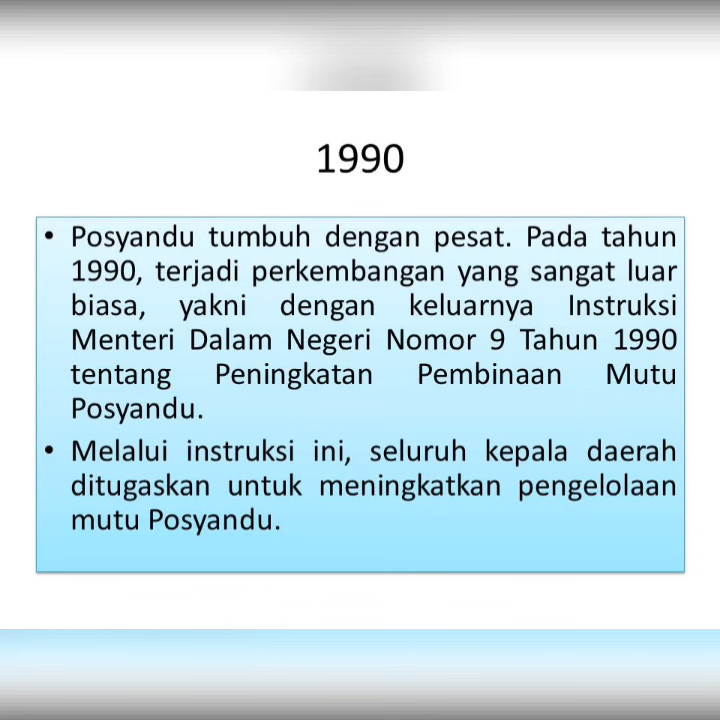 1990
• Posyandu tumbuh dengan pesat. Pada tahun
1990, terjadi perkembangan yang sangat luar
biasa, yakni dengan keluarnya Instruksi
Menteri Dalam Negeri Nomor 9 Tahun 1990
tentang Peningkatan Pembinaan Mutu
Posyandu.
• Melalui instruksi ini, seluruh kepala daerah
ditugaskan untuk meningkatkan pengelolaan
mutu Posyandu.